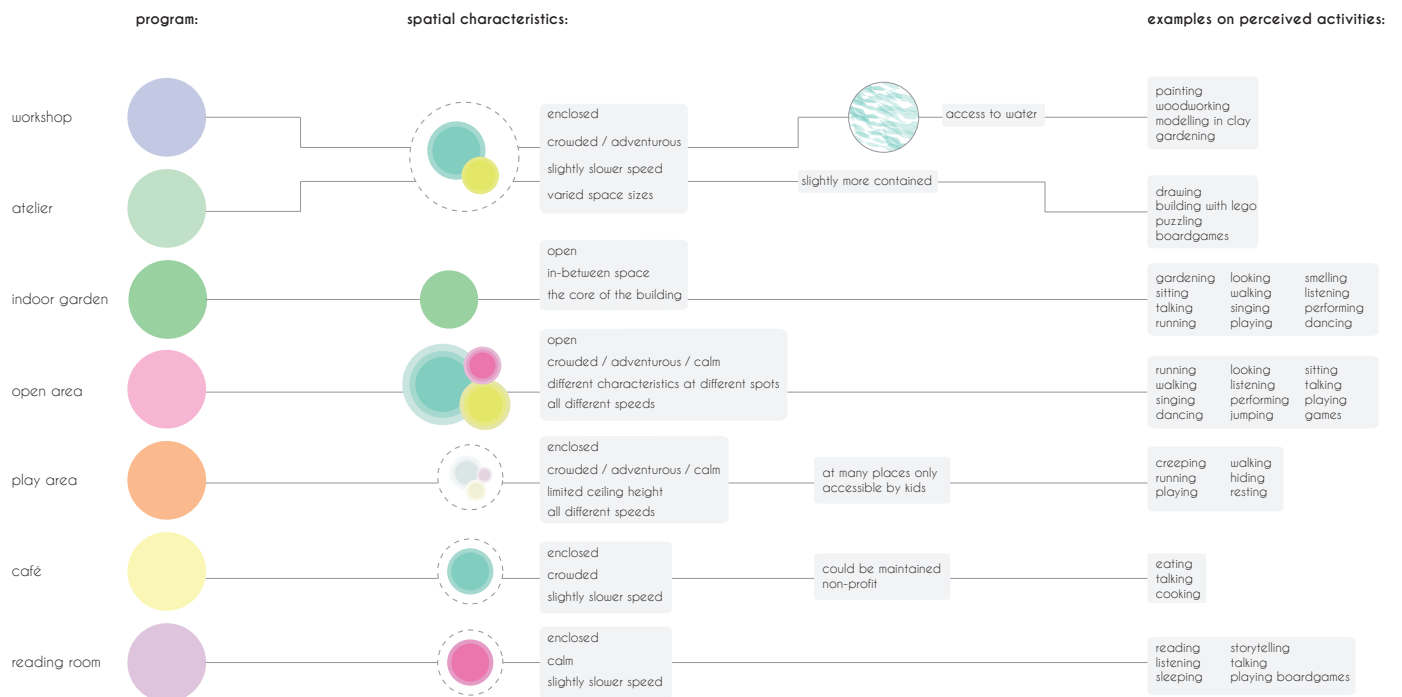 program:
spatial characteristics:
examples on perceived activities:
workshop
enclosed
crowded / adventurous
slightly slower speed
varied space sizes
access to water
painting
woodworking
modelling in clay
gardening
atelier
slightly more contained
drawing
building with lego
puzzling
boardgames
indoor garden
open
in-between space
the core of the building
gardening looking smelling
sitting walking listening
talking singing performing
running playing dancing
open area
open
crowded / adventurous / calm
different characteristics at different spots
all different speeds
running looking sitting
walking listening talking
singing performing playing
dancing jumping games
play area
enclosed
crowded / adventurous / calm
limited ceiling height
all different speeds
at many places only
accessible by kids
creeping walking
running hiding
playing resting
café
enclosed
crowded
slightly slower speed
could be maintained
non-profit
eating
talking
cooking
reading room
enclosed
calm
slightly slower speed
reading storytelling
listening talking
sleeping playing boardgames